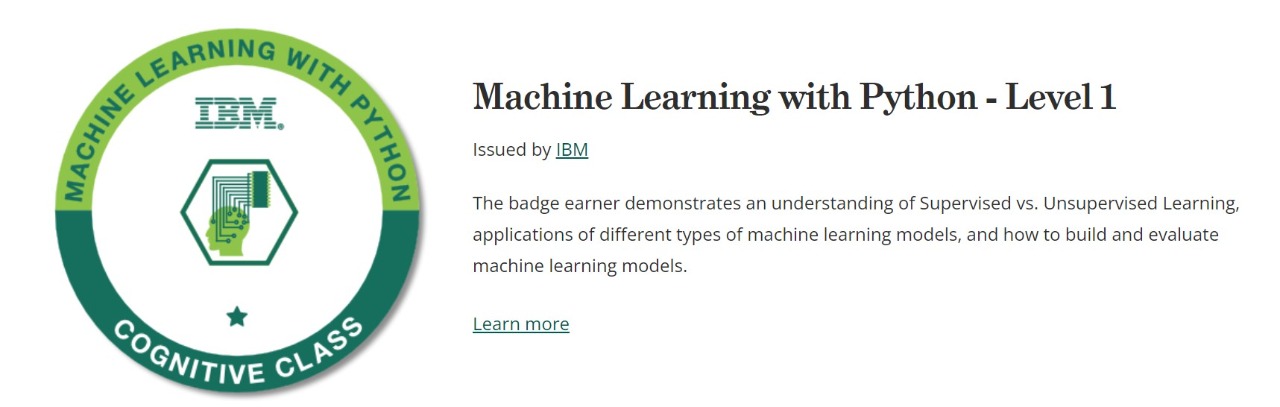 MACHINE LEARNING WITH PYTHON
IBM®
COGNITIVE CLASS
Machine Learning with Python - Level 1
Issued by IBM
The badge earner demonstrates an understanding of Supervised vs. Unsupervised Learning,
applications of different types of machine learning models, and how to build and evaluate
machine learning models.
Learn more